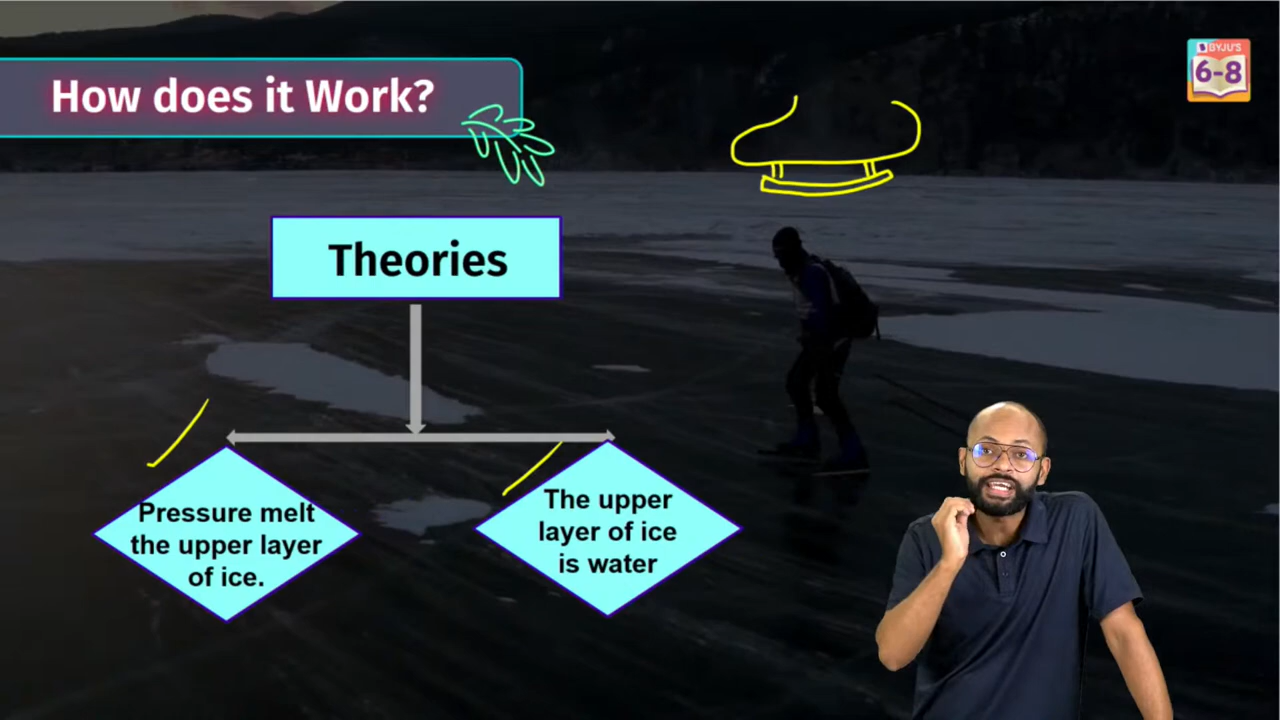 BYJU'S
6-8
How does it Work?
Theories
Pressure melt
the upper layer
of ice.
The upper
layer of ice
is water